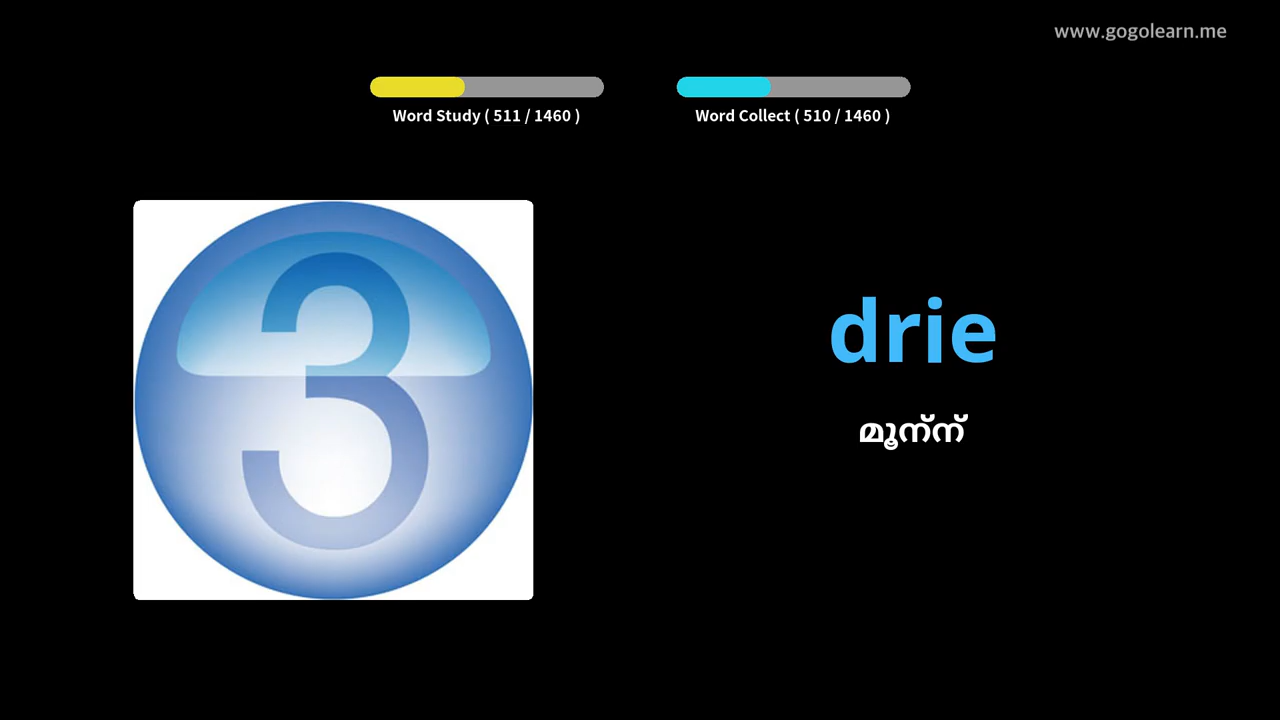 www.gogolearn.me
Word Study ( 511 / 1460 )
Word Collect ( 510 / 1460 )
3
drie
മൂന്ന്